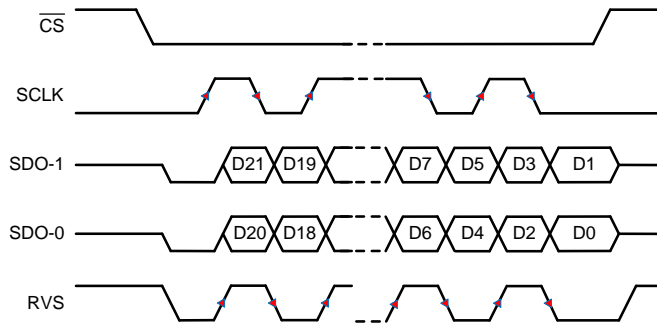 CS
SCLK
SDO-1 D21 D19 D7 D5 D3 D1
SDO-0 D20 D18 D6 D4 D2 D0
RVS